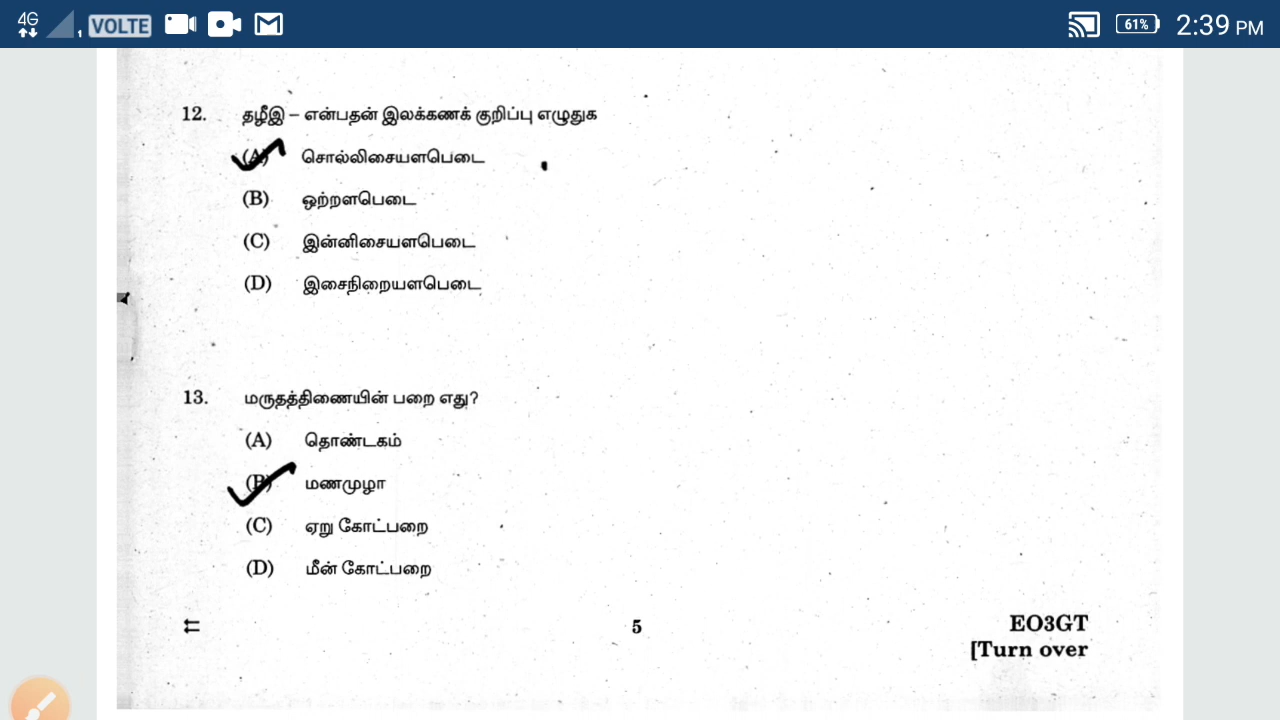 4G 1 VOLTE 61% 2:39 PM
12. தழீஇ – என்பதன் இலக்கணக் குறிப்பு எழுதுக
(A) சொல்லிசையளபெடை
(B) ஒற்றளபெடை
(C) இன்னிசையளபெடை
(D) இசைநிறையளபெடை
13. மருதத்திணையின் பறை எது?
(A) தொண்டகம்
(B) மணமுழா
(C) ஏறு கோட்பறை
(D) மீன் கோட்பறை
5 EO3GT
[Turn over